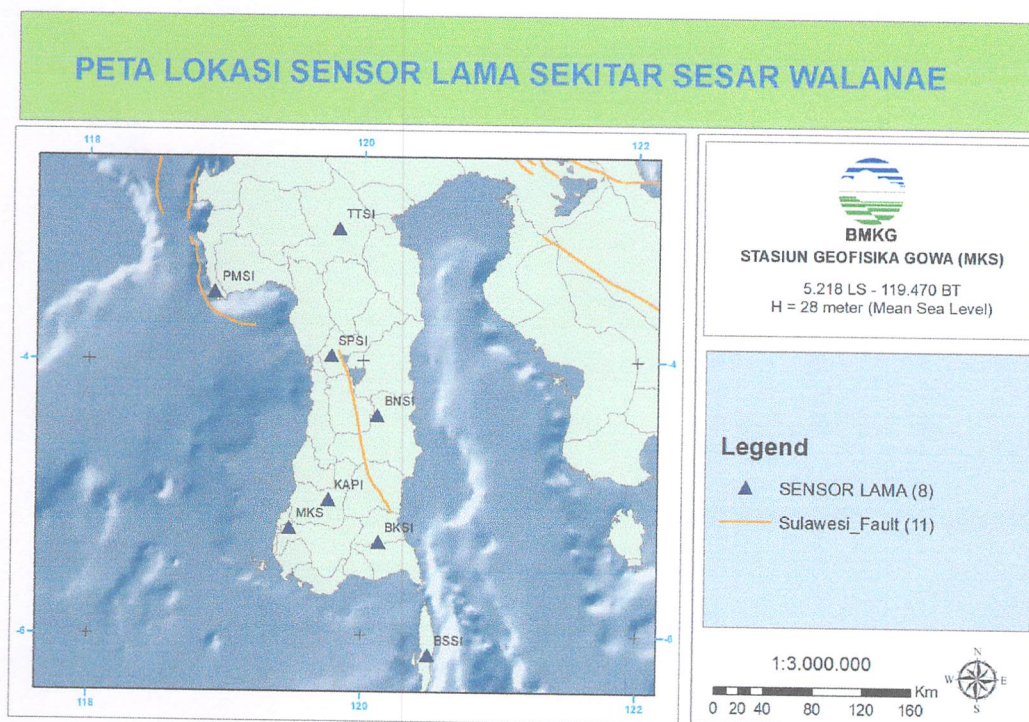 PETA LOKASI SENSOR LAMA SEKITAR SESAR WALANAE
118 120 122
TTSI
PMSI
-4 -4
SPSI
BNSI
KAPI
MKS
BKSI
-6 -6
BSSI
118 120 122
BMKG
STASIUN GEOFISIKA GOWA (MKS)
5.218 LS - 119.470 BT
H = 28 meter (Mean Sea Level)
Legend
SENSOR LAMA (8)
Sulawesi_Fault (11)
1:3.000.000
Km
0 20 40 80 120 160
N
W E
S